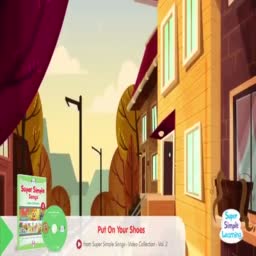 Super Simple
Songs
Put On Your Shoes
from Super Simple Songs - Video Collection - Vol. 2
Super
Simple
Learning